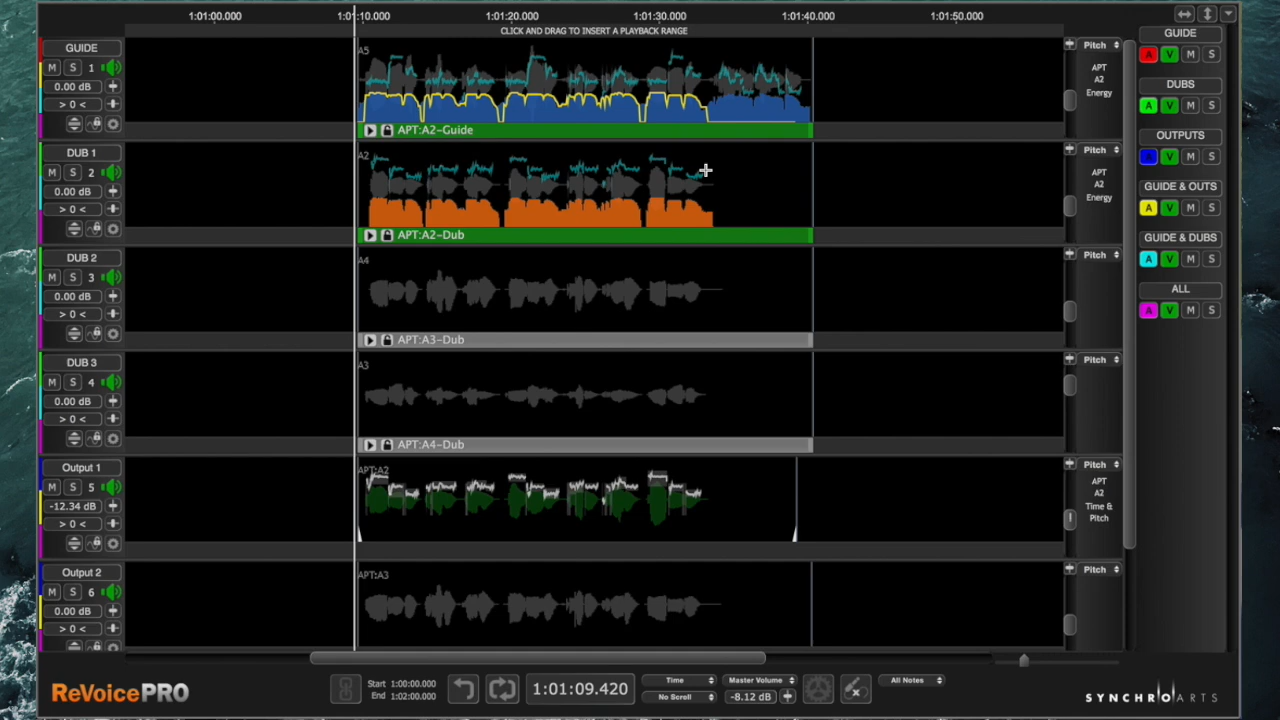 1:01:00.000 1:01:10.000 1:01:20.000 1:01:30.000 1:01:40.000 1:01:50.000
CLICK AND DRAG TO INSERT A PLAYBACK RANGE
GUIDE
M S 1
0.00 dB
> 0 <
A5
APT:A2-Guide
Pitch
APT
A2
Energy
DUB 1
M S 2
0.00 dB
> 0 <
A2
APT:A2-Dub
Pitch
APT
A2
Energy
DUB 2
M S 3
0.00 dB
> 0 <
A4
APT:A3-Dub
Pitch
DUB 3
M S 4
0.00 dB
> 0 <
A3
APT:A4-Dub
Pitch
Output 1
M S 5
-12.34 dB
> 0 <
APT:A2
Pitch
APT
A2
Time &
Pitch
Output 2
M S 6
0.00 dB
> 0 <
APT:A3
Pitch
GUIDE
A V M S
DUBS
A V M S
OUTPUTS
A V M S
GUIDE & OUTS
A V M S
GUIDE & DUBS
A V M S
ALL
A V M S
ReVoicePRO
Start 1:00:00.000
End 1:02:00.000
1:01:09.420
Time
No Scroll
Master Volume
-8.12 dB
All Notes
SYNCHROARTS